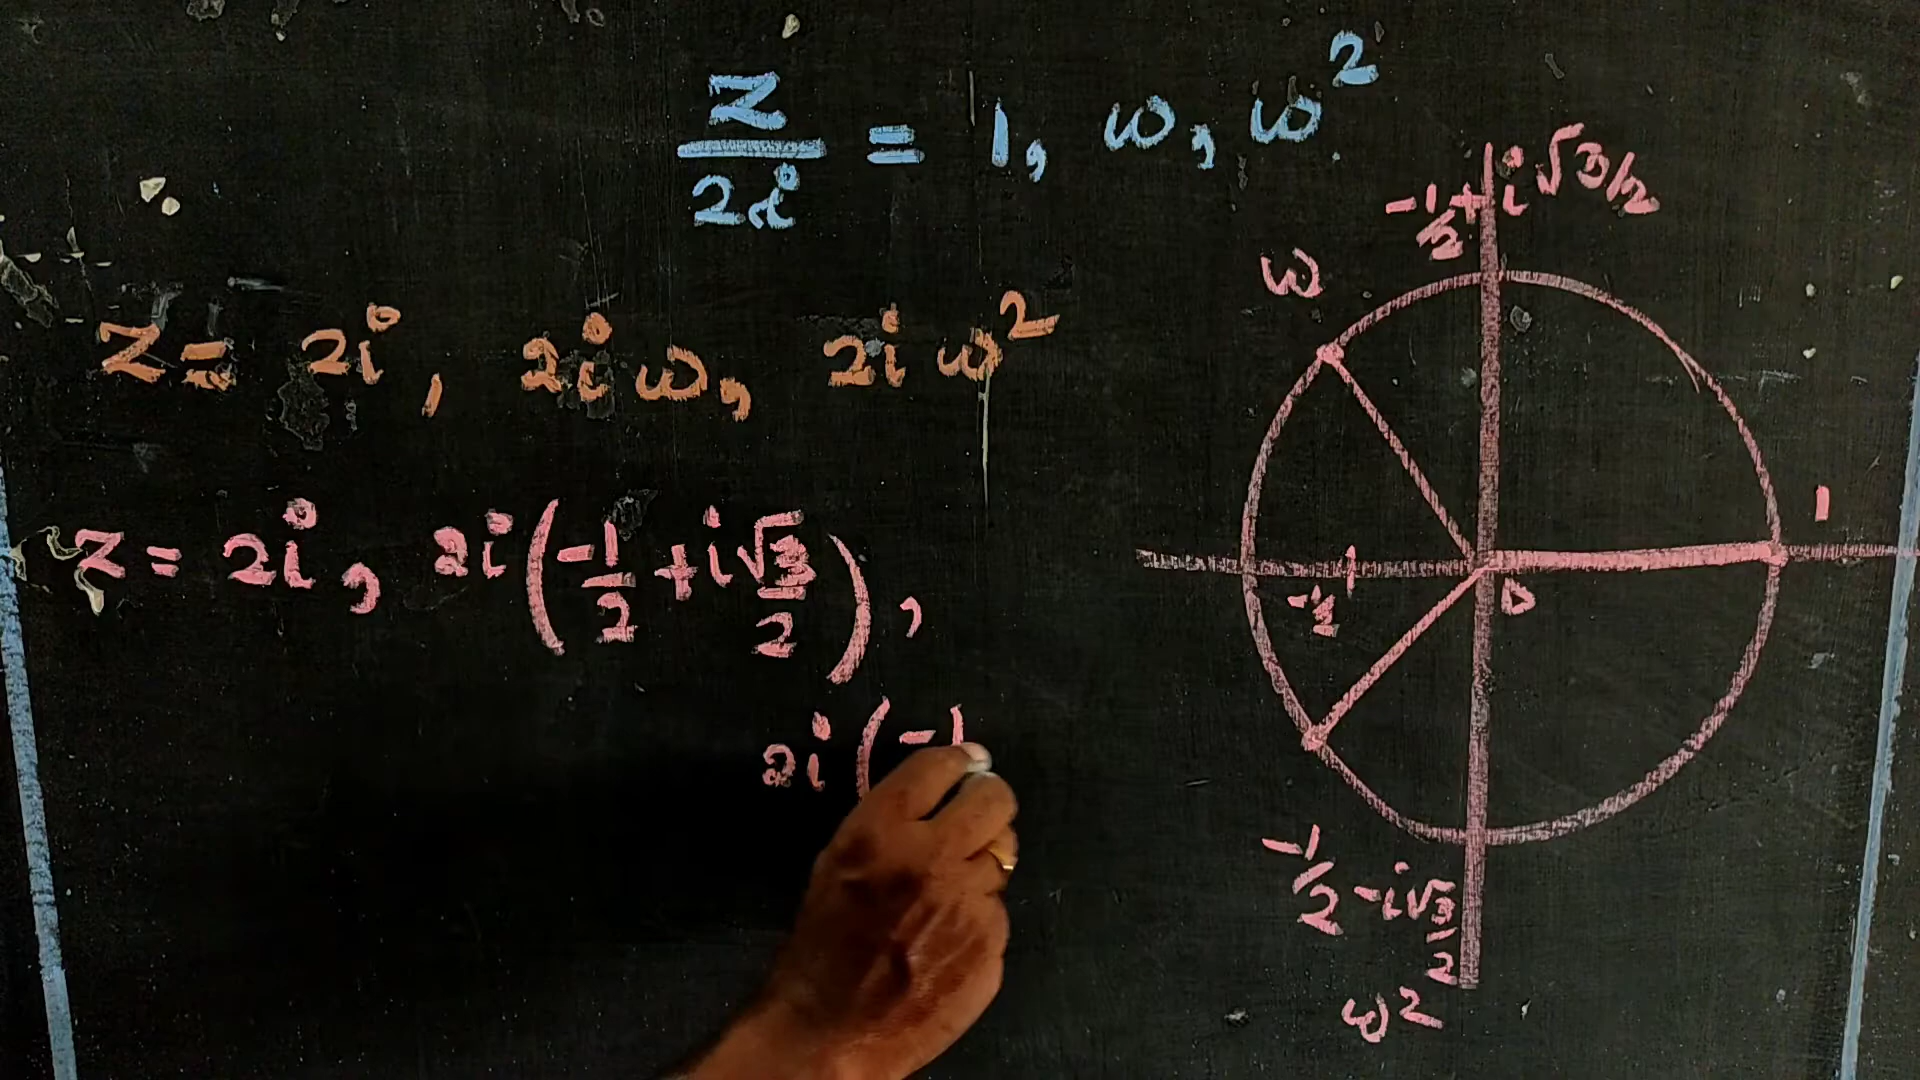 z/2i = 1, ω, ω²
z = 2i, 2iω, 2iω²
z = 2i, 2i(-1/2 + i√3/2),
2i(-1
-1/2 + i√3/2
ω
1
-1/2
0
-1/2 - i√3/2
ω²